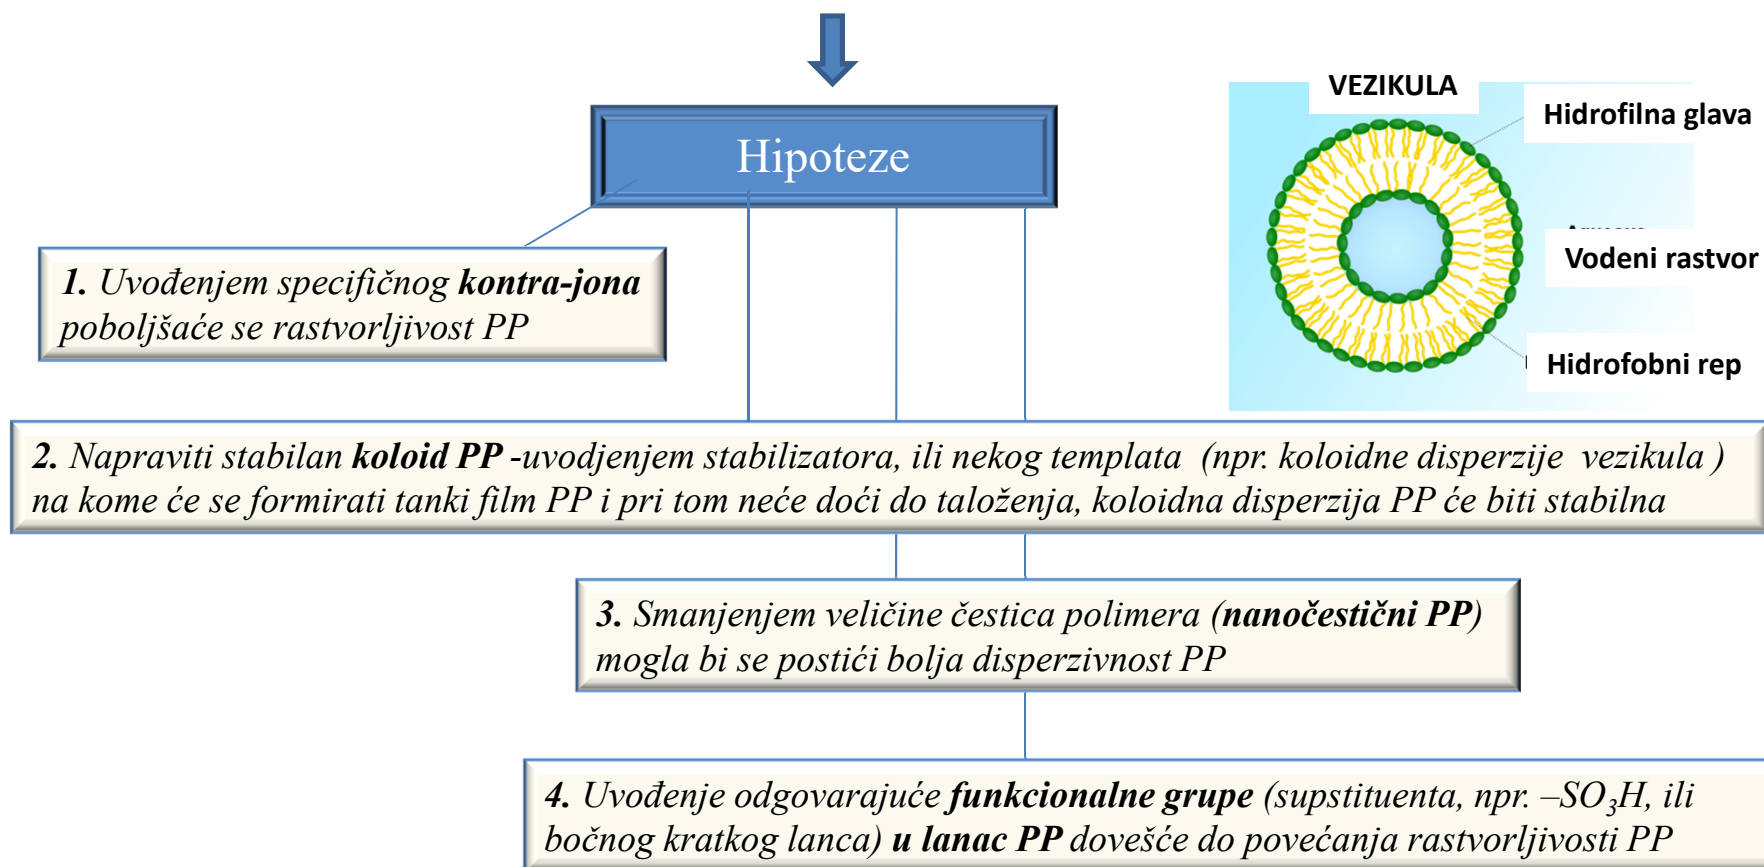 VEZIKULA
Hidrofilna glava
Hipoteze
Vodeni rastvor
1. Uvođenjem specifičnog kontra-jona
poboljšaće se rastvorljivost PP
Hidrofobni rep
2. Napraviti stabilan koloid PP -uvodjenjem stabilizatora, ili nekog templata (npr. koloidne disperzije vezikula )
na kome će se formirati tanki film PP i pri tom neće doći do taloženja, koloidna disperzija PP će biti stabilna
3. Smanjenjem veličine čestica polimera (nanočestični PP)
mogla bi se postići bolja disperzivnost PP
4. Uvođenje odgovarajuće funkcionalne grupe (supstituenta, npr. –SO₃H, ili
bočnog kratkog lanca) u lanac PP dovešće do povećanja rastvorljivosti PP